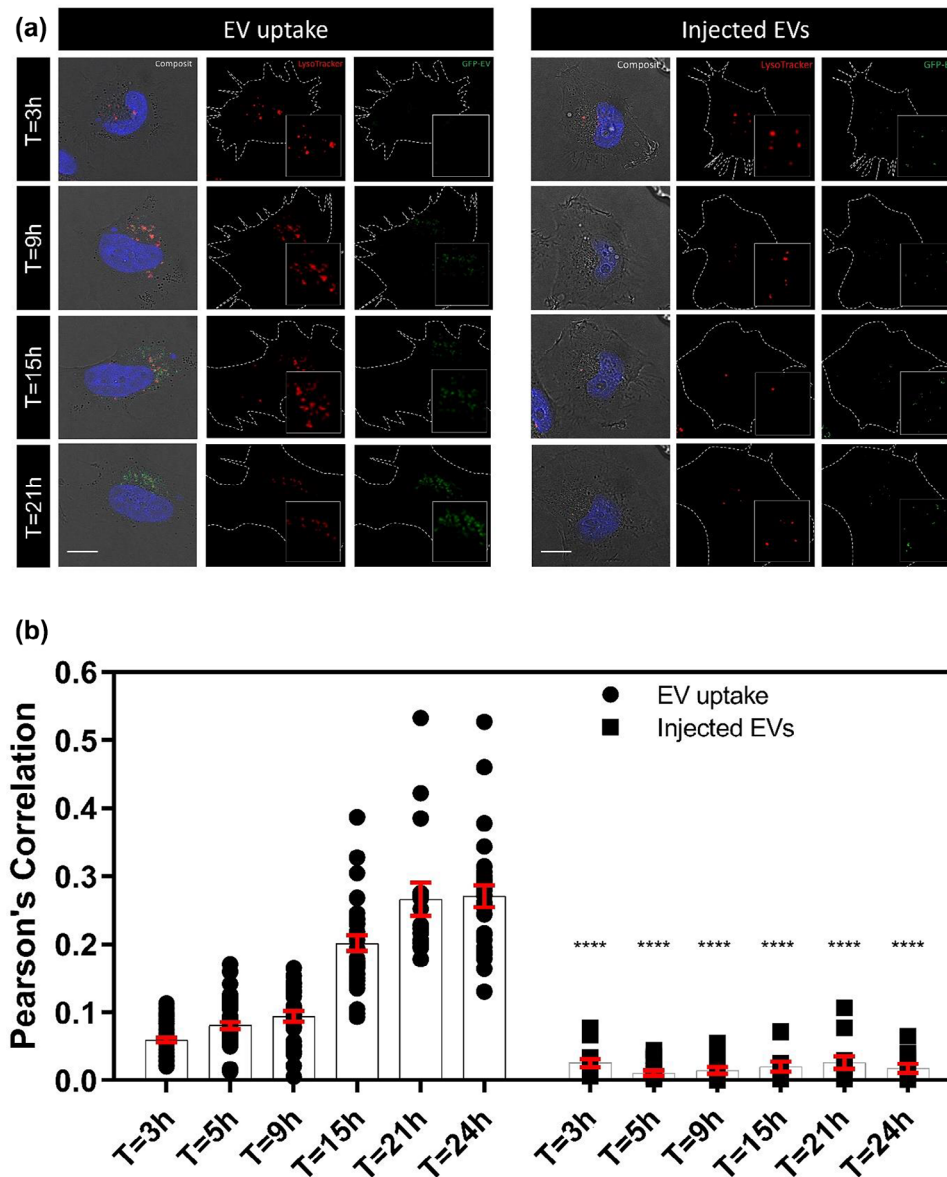 (a)
EV uptake
Injected EVs
Composit
LysoTracker
GFP-EV
Composit
LysoTracker
T=3h
T=9h
T=15h
T=21h
(b)
Pearson's Correlation
0.6
0.5
0.4
0.3
0.2
0.1
0.0
EV uptake
Injected EVs
**** **** **** **** **** ****
T=3h T=5h T=9h T=15h T=21h T=24h T=3h T=5h T=9h T=15h T=21h T=24h